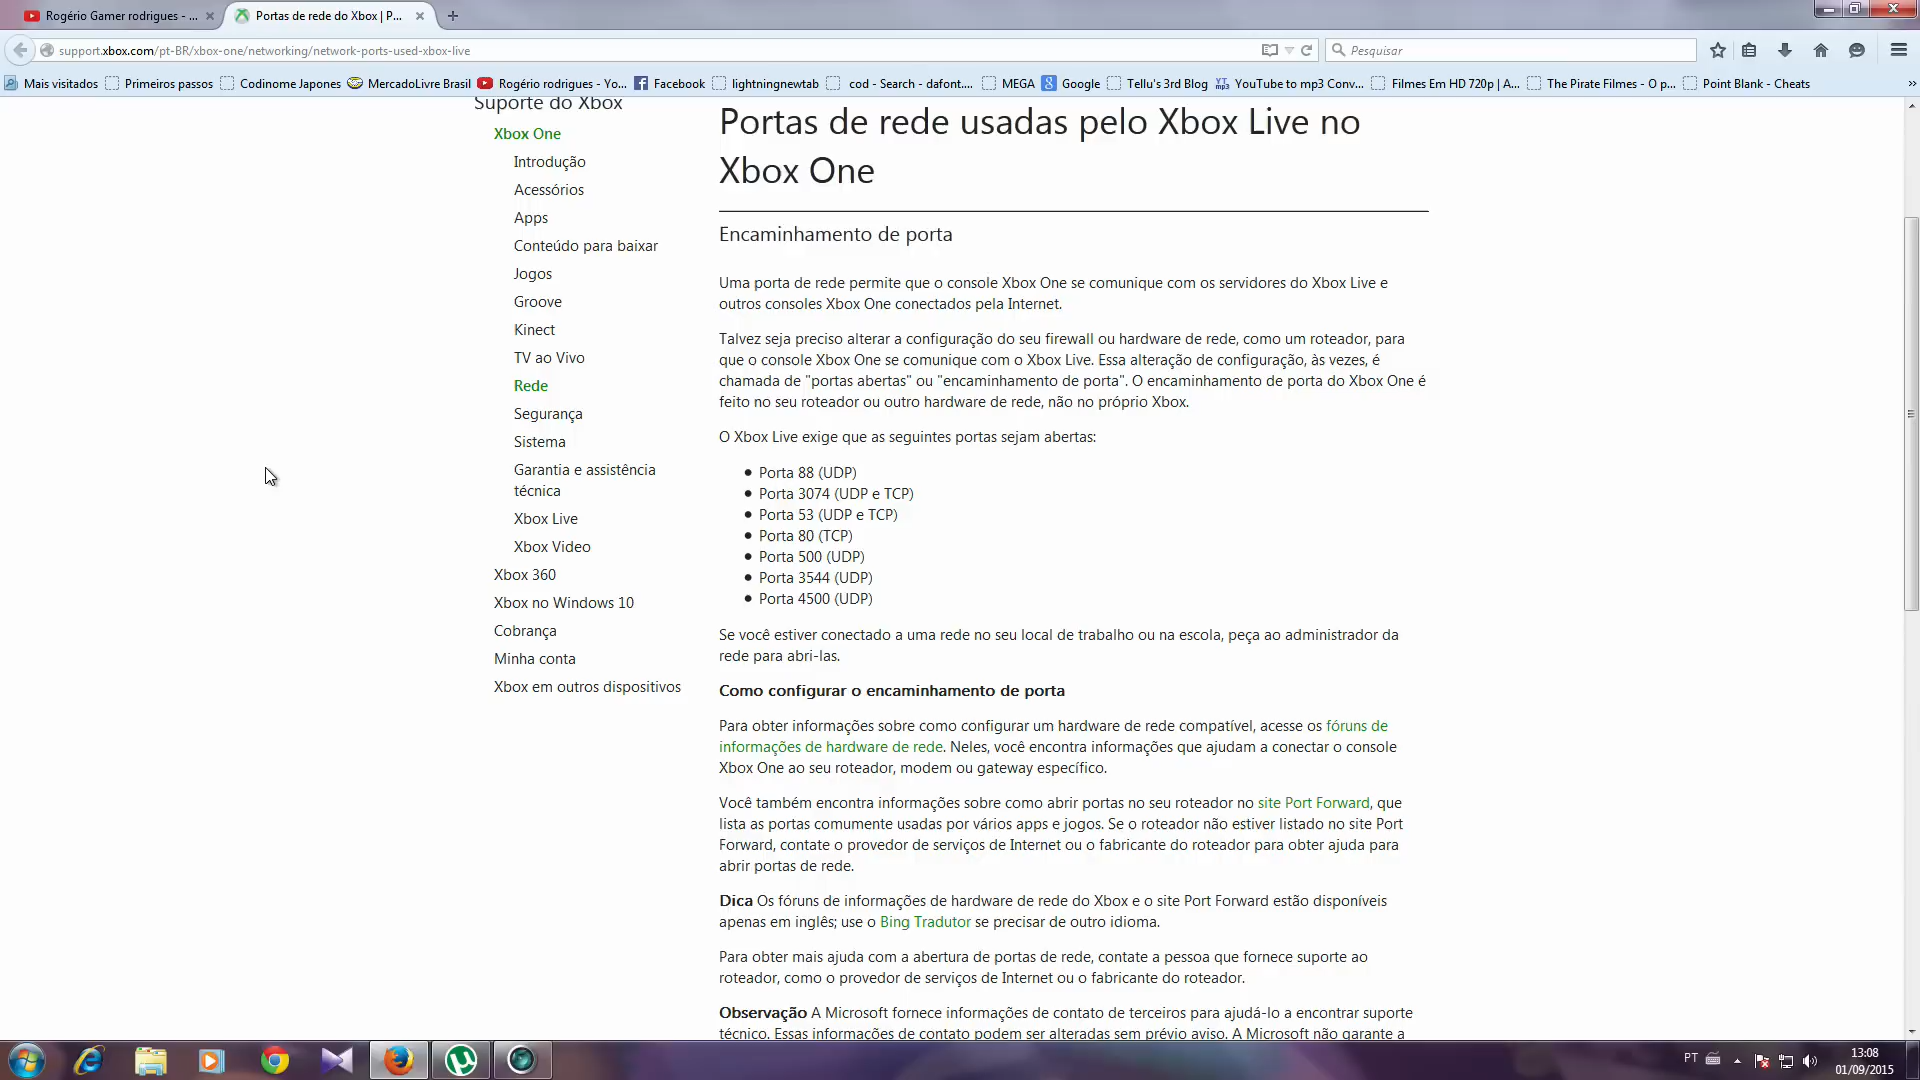 Rogério Gamer rodrigues - ...
Portas de rede do Xbox | P...
support.xbox.com/pt-BR/xbox-one/networking/network-ports-used-xbox-live
Pesquisar
Mais visitados
Primeiros passos
Codinome Japones
MercadoLivre Brasil
Rogério rodrigues - Yo...
Facebook
lightningnewtab
cod - Search - dafont....
MEGA
Google
Tellu's 3rd Blog
YouTube to mp3 Conv...
Filmes Em HD 720p | A...
The Pirate Filmes - O p...
Point Blank - Cheats
Suporte do Xbox
Xbox One
Introdução
Acessórios
Apps
Conteúdo para baixar
Jogos
Groove
Kinect
TV ao Vivo
Rede
Segurança
Sistema
Garantia e assistência
técnica
Xbox Live
Xbox Video
Xbox 360
Xbox no Windows 10
Cobrança
Minha conta
Xbox em outros dispositivos
Portas de rede usadas pelo Xbox Live no
Xbox One
Encaminhamento de porta
Uma porta de rede permite que o console Xbox One se comunique com os servidores do Xbox Live e
outros consoles Xbox One conectados pela Internet.
Talvez seja preciso alterar a configuração do seu firewall ou hardware de rede, como um roteador, para
que o console Xbox One se comunique com o Xbox Live. Essa alteração de configuração, às vezes, é
chamada de "portas abertas" ou "encaminhamento de porta". O encaminhamento de porta do Xbox One é
feito no seu roteador ou outro hardware de rede, não no próprio Xbox.
O Xbox Live exige que as seguintes portas sejam abertas:
• Porta 88 (UDP)
• Porta 3074 (UDP e TCP)
• Porta 53 (UDP e TCP)
• Porta 80 (TCP)
• Porta 500 (UDP)
• Porta 3544 (UDP)
• Porta 4500 (UDP)
Se você estiver conectado a uma rede no seu local de trabalho ou na escola, peça ao administrador da
rede para abri-las.
Como configurar o encaminhamento de porta
Para obter informações sobre como configurar um hardware de rede compatível, acesse os fóruns de
informações de hardware de rede. Neles, você encontra informações que ajudam a conectar o console
Xbox One ao seu roteador, modem ou gateway específico.
Você também encontra informações sobre como abrir portas no seu roteador no site Port Forward, que
lista as portas comumente usadas por vários apps e jogos. Se o roteador não estiver listado no site Port
Forward, contate o provedor de serviços de Internet ou o fabricante do roteador para obter ajuda para
abrir portas de rede.
Dica Os fóruns de informações de hardware de rede do Xbox e o site Port Forward estão disponíveis
apenas em inglês; use o Bing Tradutor se precisar de outro idioma.
Para obter mais ajuda com a abertura de portas de rede, contate a pessoa que fornece suporte ao
roteador, como o provedor de serviços de Internet ou o fabricante do roteador.
Observação A Microsoft fornece informações de contato de terceiros para ajudá-lo a encontrar suporte
técnico. Essas informações de contato podem ser alteradas sem prévio aviso. A Microsoft não garante a
PT
13:08
01/09/2015